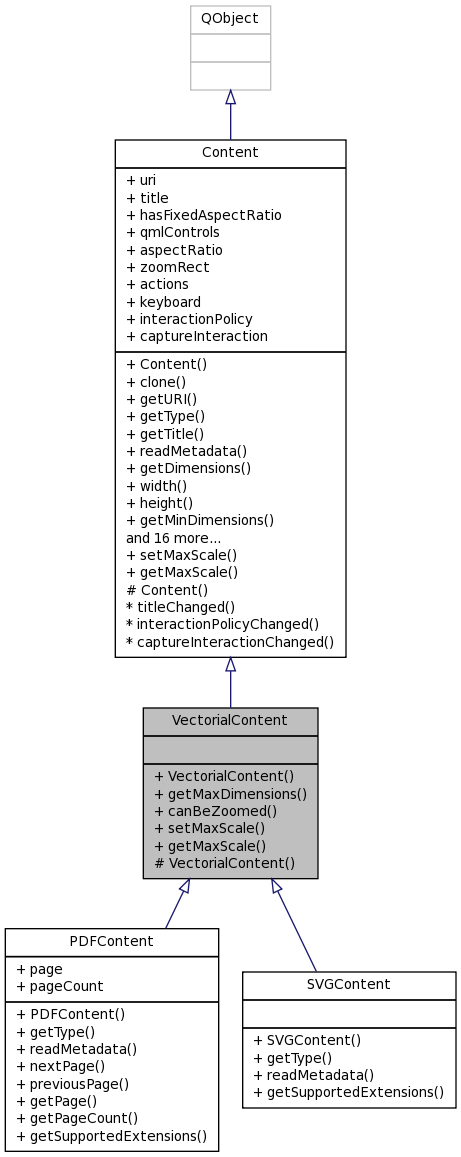 QObject
Content
+ uri
+ title
+ hasFixedAspectRatio
+ qmlControls
+ aspectRatio
+ zoomRect
+ actions
+ keyboard
+ interactionPolicy
+ captureInteraction
+ Content()
+ clone()
+ getURI()
+ getType()
+ getTitle()
+ readMetadata()
+ getDimensions()
+ width()
+ height()
+ getMinDimensions()
and 16 more...
+ setMaxScale()
+ getMaxScale()
# Content()
* titleChanged()
* interactionPolicyChanged()
* captureInteractionChanged()
VectorialContent
+ VectorialContent()
+ getMaxDimensions()
+ canBeZoomed()
+ setMaxScale()
+ getMaxScale()
# VectorialContent()
PDFContent
+ page
+ pageCount
+ PDFContent()
+ getType()
+ readMetadata()
+ nextPage()
+ previousPage()
+ getPage()
+ getPageCount()
+ getSupportedExtensions()
SVGContent
+ SVGContent()
+ getType()
+ readMetadata()
+ getSupportedExtensions()